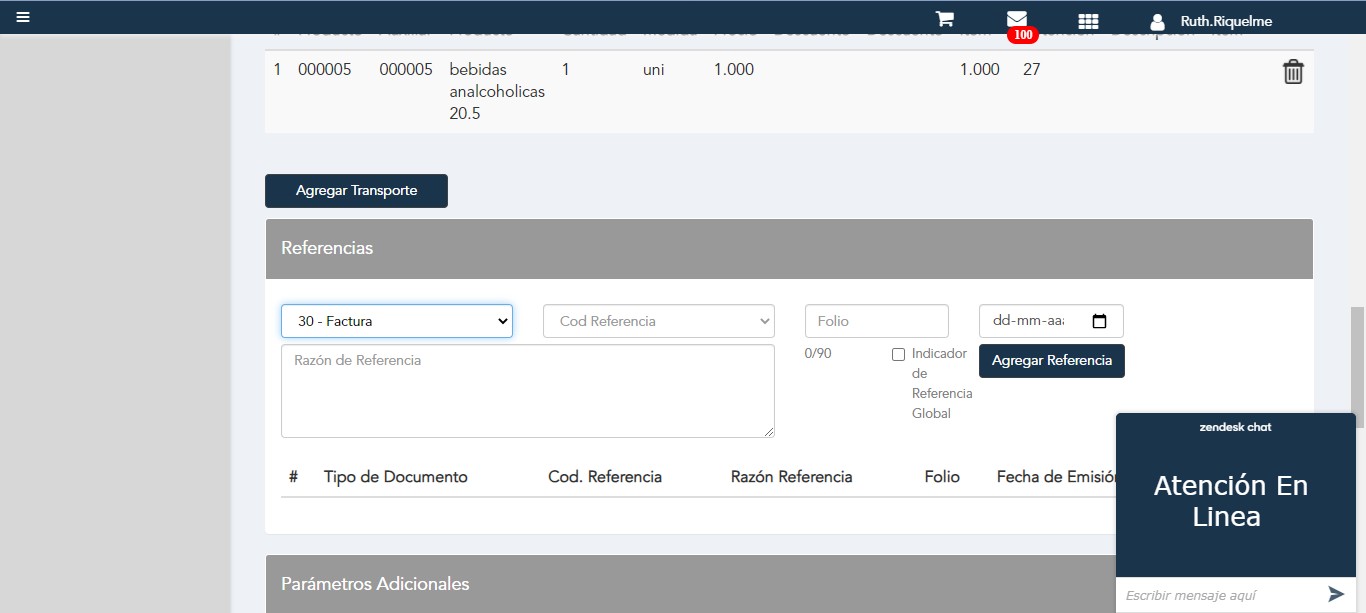 Ruth.Riquelme
100
1 000005 000005 bebidas 1 uni 1.000 1.000 27
analcoholicas
20.5
Agregar Transporte
Referencias
30 - Factura Cod Referencia Folio dd-mm-aaa
Razón de Referencia 0/90 Indicador Agregar Referencia
de
Referencia
Global
# Tipo de Documento Cod. Referencia Razón Referencia Folio Fecha de Emisión
Parámetros Adicionales
zendesk chat
Atención En
Linea
Escribir mensaje aquí